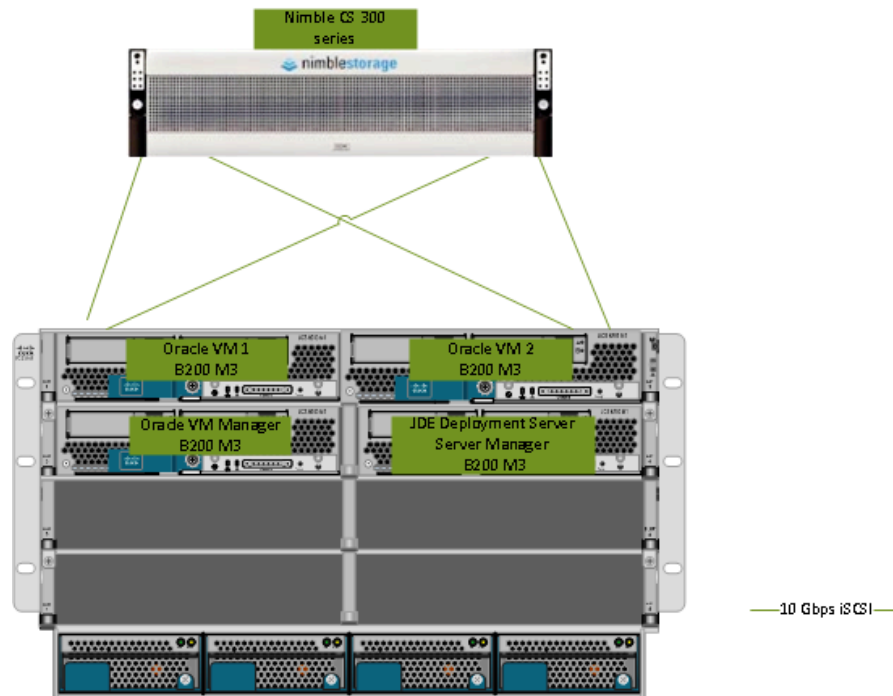 Nimble CS 300
series
nimblestorage
Oracle VM 1
B200 M3
Oracle VM 2
B200 M3
Oracle VM Manager
B200 M3
JDE Deployment Server
Server Manager
B200 M3
10 Gbps iSCSI